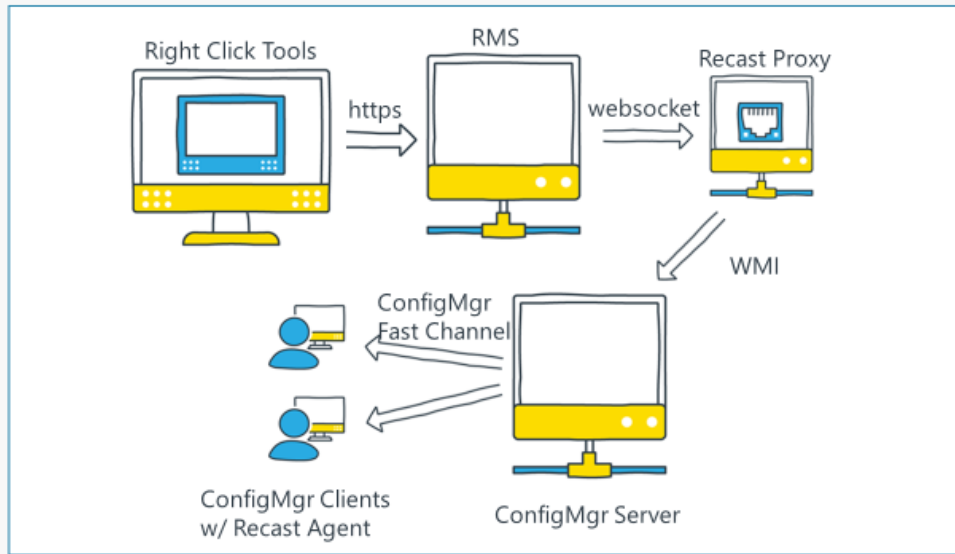 Right Click Tools
RMS
Recast Proxy
https
websocket
WMI
ConfigMgr
Fast Channel
ConfigMgr Clients
w/ Recast Agent
ConfigMgr Server